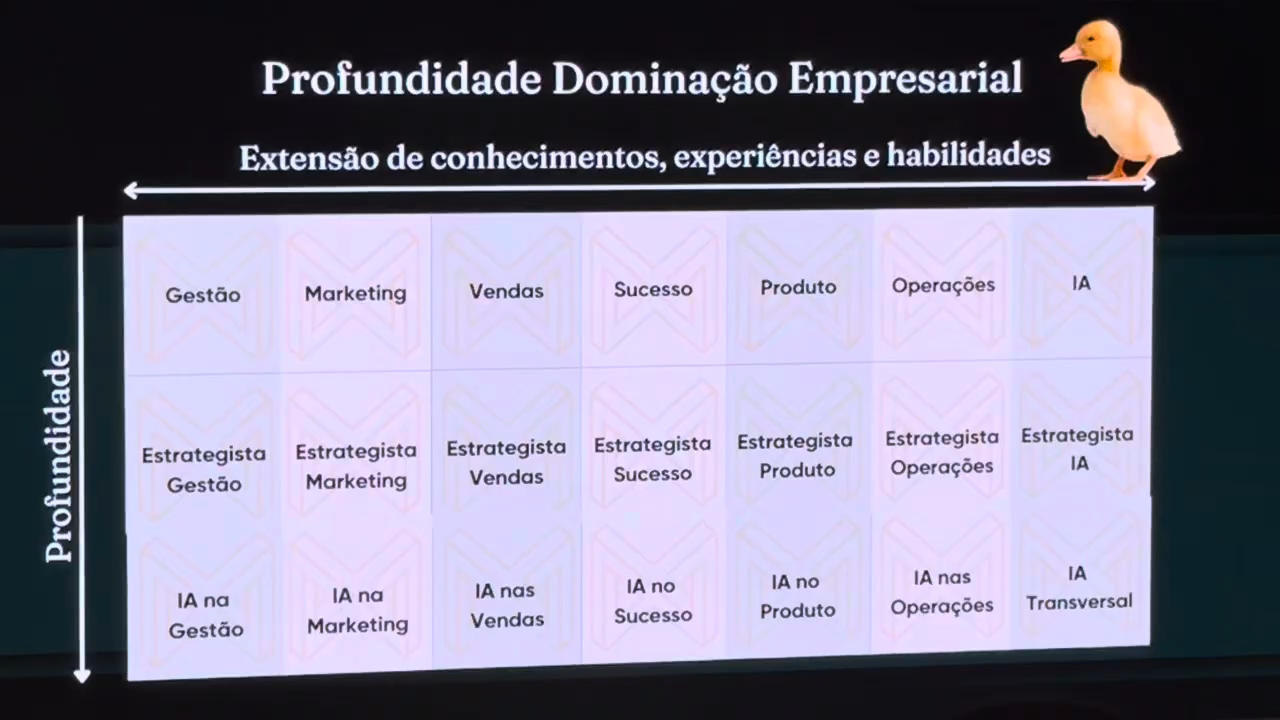 Profundidade Dominação Empresarial
Extensão de conhecimentos, experiências e habilidades
Profundidade
Gestão
Marketing
Vendas
Sucesso
Produto
Operações
IA
Estrategista
Gestão
Estrategista
Marketing
Estrategista
Vendas
Estrategista
Sucesso
Estrategista
Produto
Estrategista
Operações
Estrategista
IA
IA na
Gestão
IA na
Marketing
IA nas
Vendas
IA no
Sucesso
IA no
Produto
IA nas
Operações
IA
Transversal